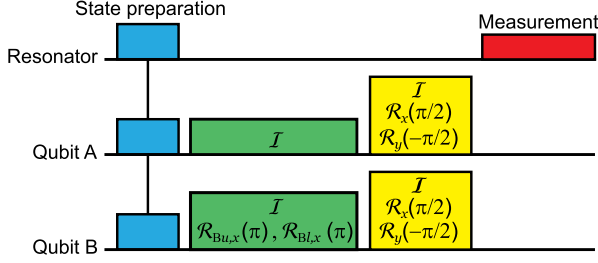 State preparation
Measurement
Resonator
ℐ
ℛx(π/2)
ℛy(−π/2)
Qubit A
ℐ
ℐ
ℛBu,x(π) , ℛBl,x (π)
ℐ
ℛx(π/2)
ℛy(−π/2)
Qubit B